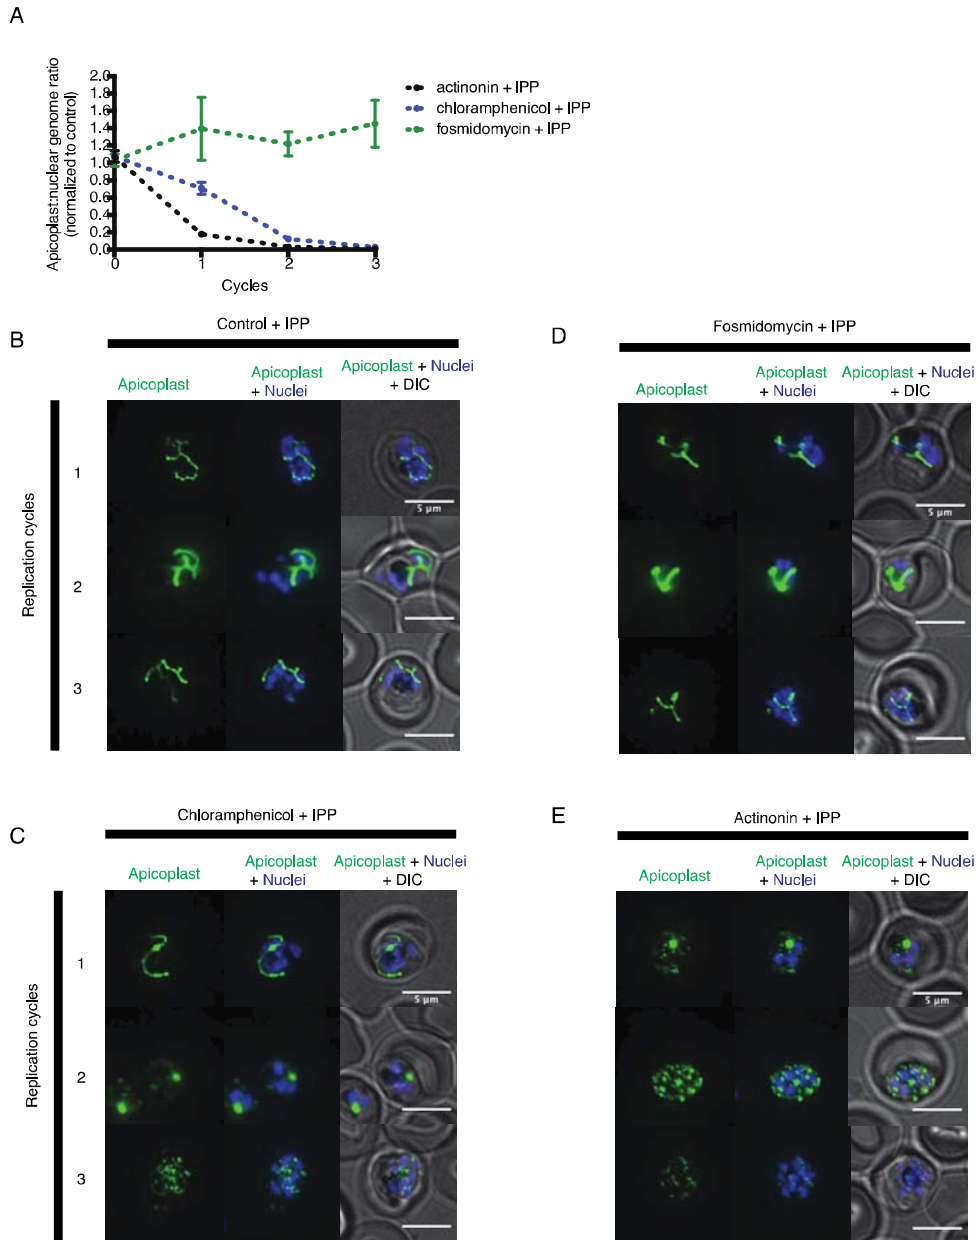 A
Apicoplast:nuclear genome ratio
(normalized to control)
2.0
1.8
1.6
1.4
1.2
1.0
0.8
0.6
0.4
0.2
0.0
0 1 2 3
Cycles
actinonin + IPP
chloramphenicol + IPP
fosmidomycin + IPP
B
Control + IPP
Apicoplast
Apicoplast
+ Nuclei
Apicoplast + Nuclei
+ DIC
Replication cycles
1
2
3
5 µm
D
Fosmidomycin + IPP
Apicoplast
Apicoplast
+ Nuclei
Apicoplast + Nuclei
+ DIC
5 µm
C
Chloramphenicol + IPP
Apicoplast
Apicoplast
+ Nuclei
Apicoplast + Nuclei
+ DIC
Replication cycles
1
2
3
5 µm
E
Actinonin + IPP
Apicoplast
Apicoplast
+ Nuclei
Apicoplast + Nuclei
+ DIC
5 µm